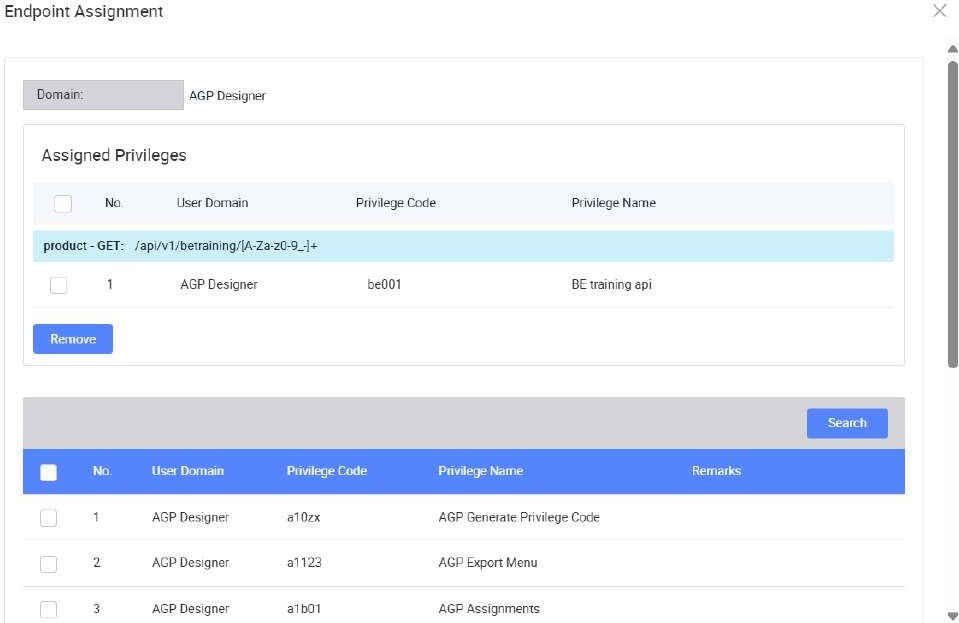 Endpoint Assignment
Domain: AGP Designer
Assigned Privileges
No. User Domain Privilege Code Privilege Name
product - GET: /api/v1/betraining/[A-Za-z0-9_-]+
1 AGP Designer be001 BE training api
Remove
Search
No. User Domain Privilege Code Privilege Name Remarks
1 AGP Designer a10zx AGP Generate Privilege Code
2 AGP Designer a1123 AGP Export Menu
3 AGP Designer a1b01 AGP Assignments